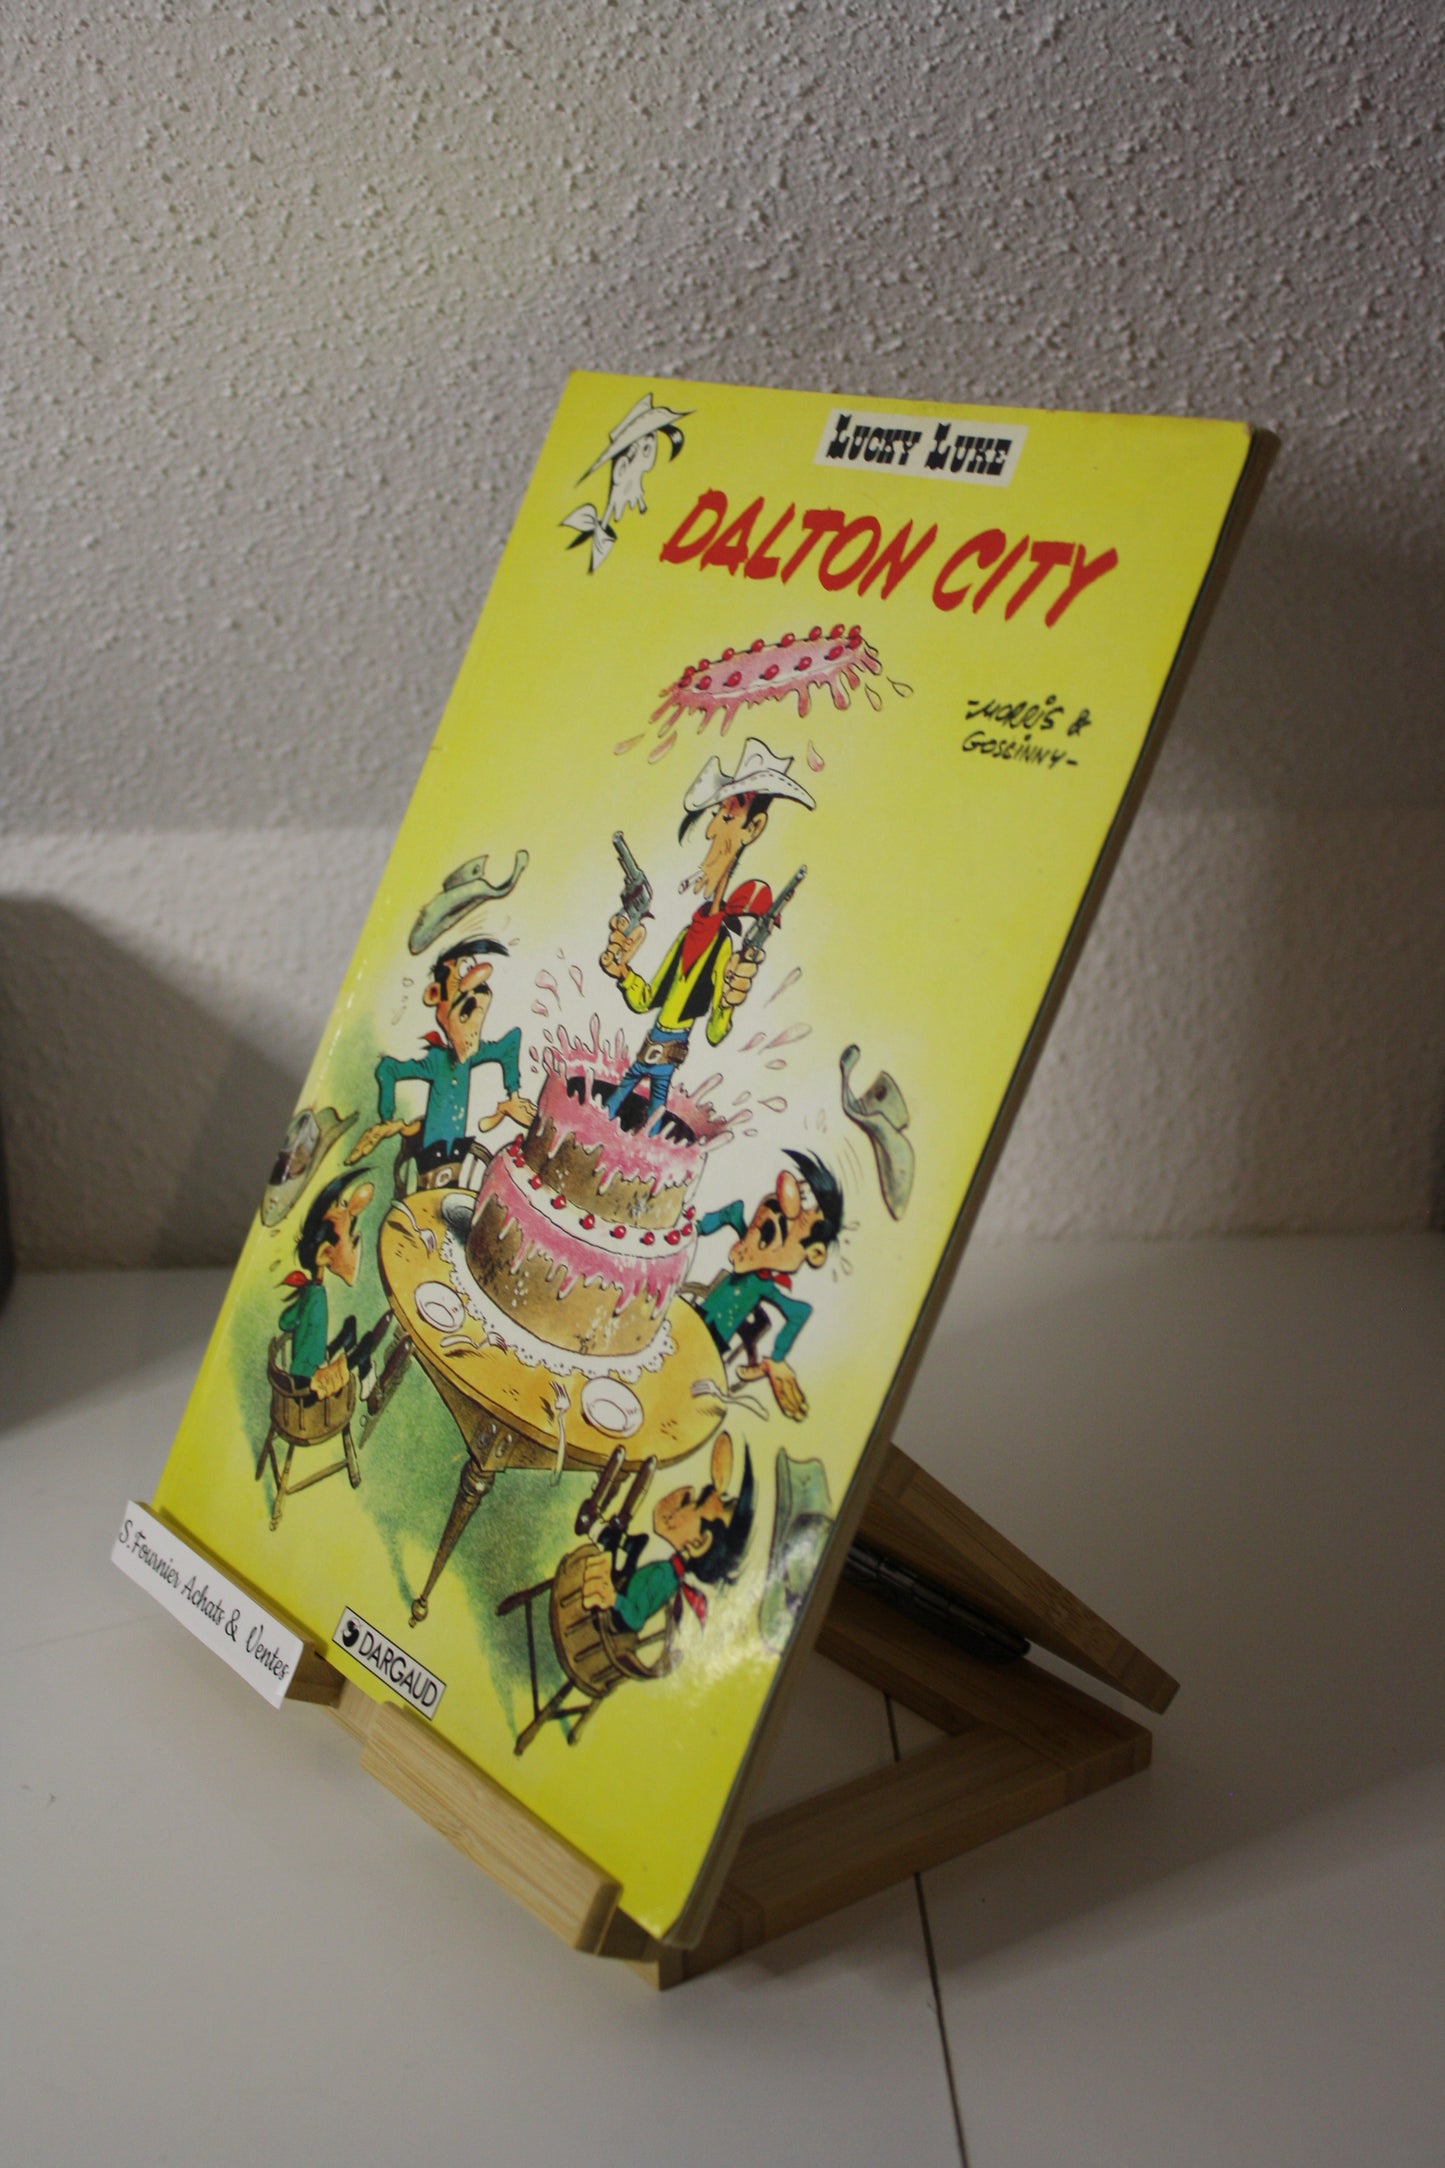 LUCKY LUKE
DALTON CITY
-MORRIS &
GOSCINNY-
S.Fournier Achats & Ventes
DARGAUD